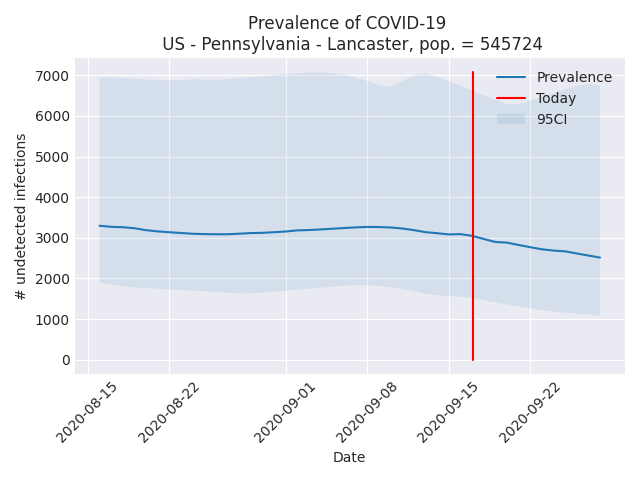 Prevalence of COVID-19
US - Pennsylvania - Lancaster, pop. = 545724
# undetected infections
7000
6000
5000
4000
3000
2000
1000
0
Prevalence
Today
95CI
2020-08-15
2020-08-22
2020-09-01
2020-09-08
2020-09-15
2020-09-22
Date